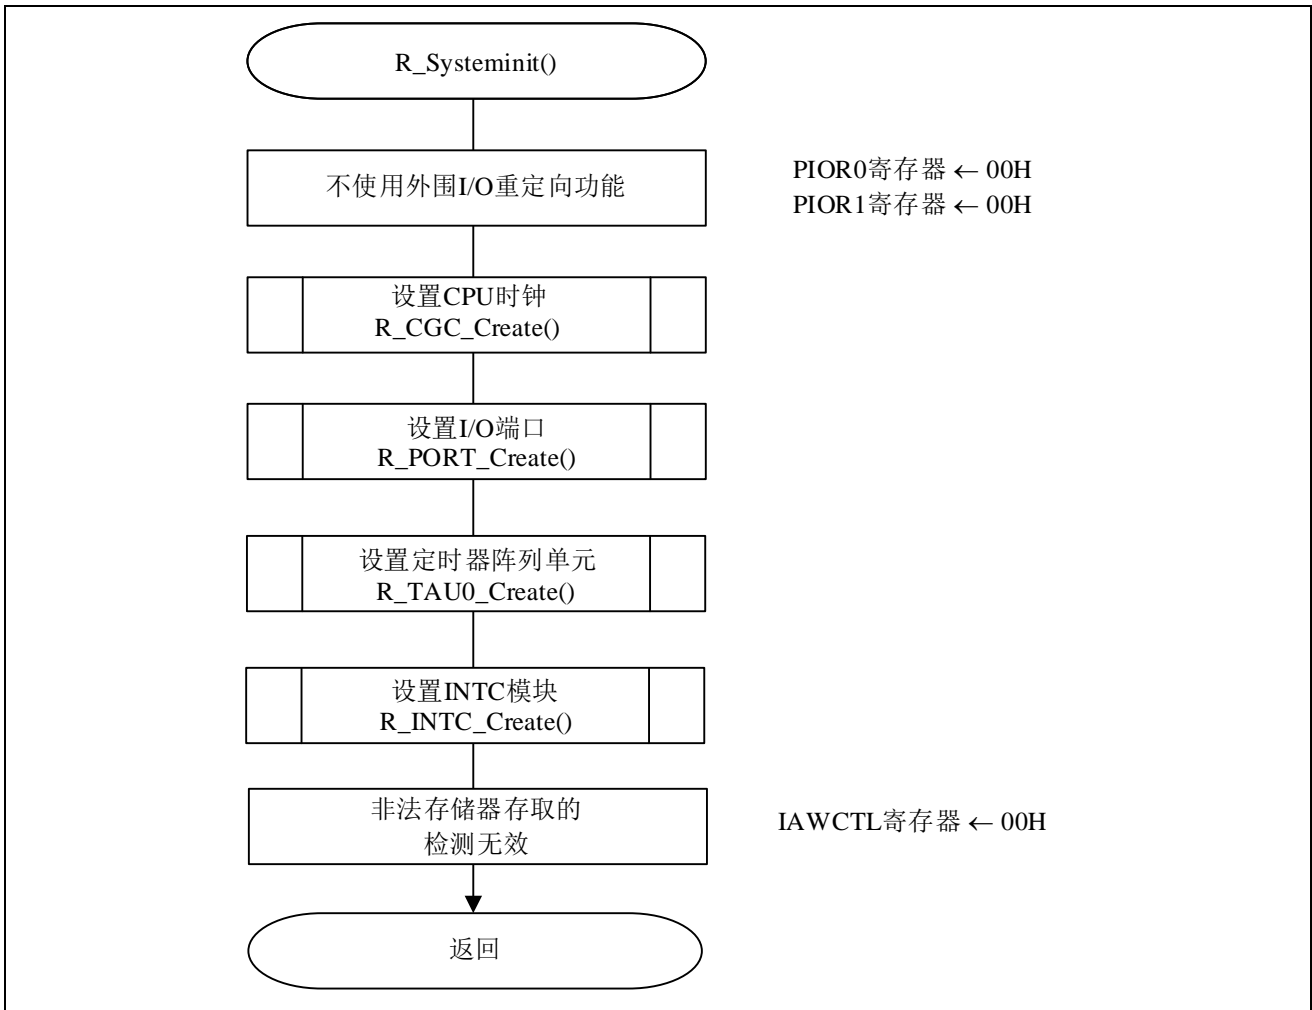 R_Systeminit()
不使用外围I/O重定向功能
PIOR0寄存器 ← 00H
PIOR1寄存器 ← 00H
设置CPU时钟
R_CGC_Create()
设置I/O端口
R_PORT_Create()
设置定时器阵列单元
R_TAU0_Create()
设置INTC模块
R_INTC_Create()
非法存储器存取的
检测无效
IAWCTL寄存器 ← 00H
返回